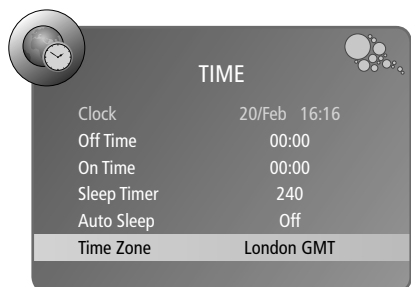 TIME
Clock 20/Feb 16:16
Off Time 00:00
On Time 00:00
Sleep Timer 240
Auto Sleep Off
Time Zone London GMT